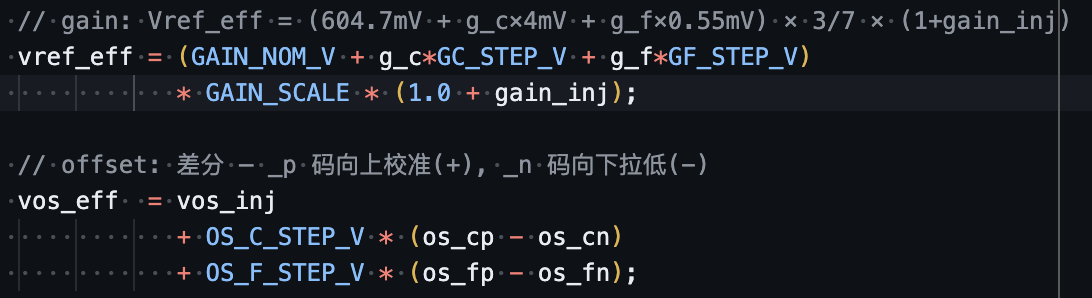 // gain: Vref_eff = (604.7mV + g_c×4mV + g_f×0.55mV) × 3/7 × (1+gain_inj)
vref_eff = (GAIN_NOM_V + g_c*GC_STEP_V + g_f*GF_STEP_V)
* GAIN_SCALE * (1.0 + gain_inj);
// offset: 差分 — _p 码向上校准(+), _n 码向下拉低(-)
vos_eff = vos_inj
+ OS_C_STEP_V * (os_cp - os_cn)
+ OS_F_STEP_V * (os_fp - os_fn);